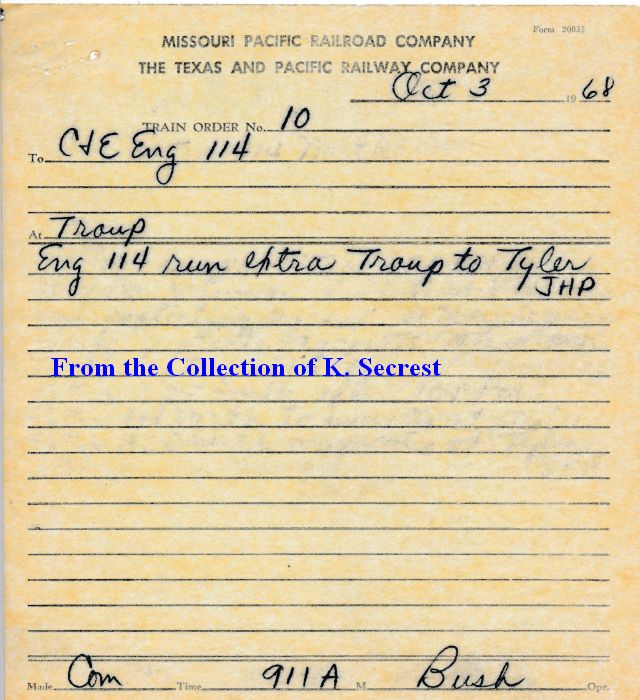 Form 20035
MISSOURI PACIFIC RAILROAD COMPANY
THE TEXAS AND PACIFIC RAILWAY COMPANY
Oct 3 1968
TRAIN ORDER No. 10
To C&E Eng 114
At Troup
Eng 114 run extra Troup to Tyler
JHP
From the Collection of K. Secrest
Made Com Time 911 A M Bush Opr.